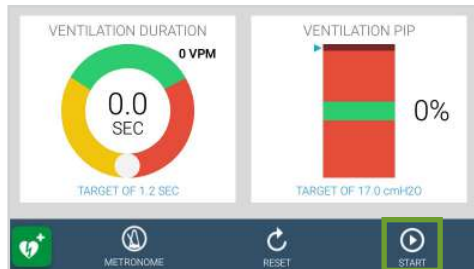 VENTILATION DURATION
0 VPM
0.0
SEC
TARGET OF 1.2 SEC
VENTILATION PIP
0%
TARGET OF 17.0 cmH2O
METRONOME
RESET
START